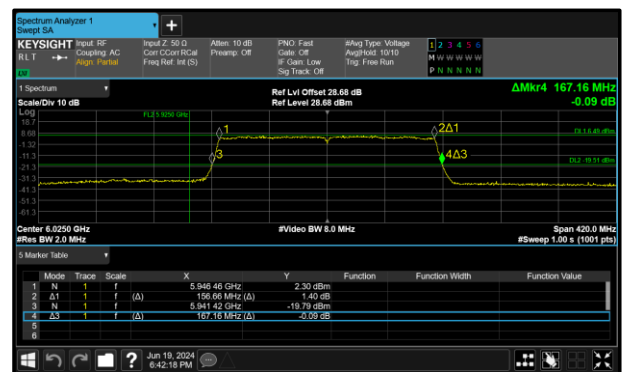 Spectrum Analyzer 1
Swept SA
KEYSIGHT Input: RF Input Z: 50 Ω Atten: 10 dB PNO: Fast #Avg Type: Voltage 1 2 3 4 5 6
RLT Coupling: AC Corr CCorr RCal Preamp: Off Gate: Off Avg|Hold: 10/10 M W W W W W
Align: Partial Freq Ref: Int (S) IF Gain: Low Trig: Free Run
Sig Track: Off P N N N N N
1 Spectrum Ref Lvl Offset 28.68 dB ΔMkr4 167.16 MHz
Scale/Div 10 dB Ref Level 28.68 dBm -0.09 dB
Log
18.7
8.68
-1.32
-11.3
-21.3
-31.3
-41.3
-51.3
-61.3
1 2Δ1 DL1 6.49 dBm
3 4Δ3 DL2 -19.51 dBm
Center 6.0250 GHz #Video BW 8.0 MHz Span 420.0 MHz
#Res BW 2.0 MHz #Sweep 1.00 s (1001 pts)
5 Marker Table
Mode Trace Scale X Y Function Function Width Function Value
1 N 1 f 5.946 46 GHz 2.30 dBm
2 Δ1 1 f (Δ) 156.66 MHz (Δ) 1.40 dB
3 N 1 f 5.941 42 GHz -19.79 dBm
4 Δ3 1 f (Δ) 167.16 MHz (Δ) -0.09 dB
5
6
? Jun 19, 2024
6:42:18 PM